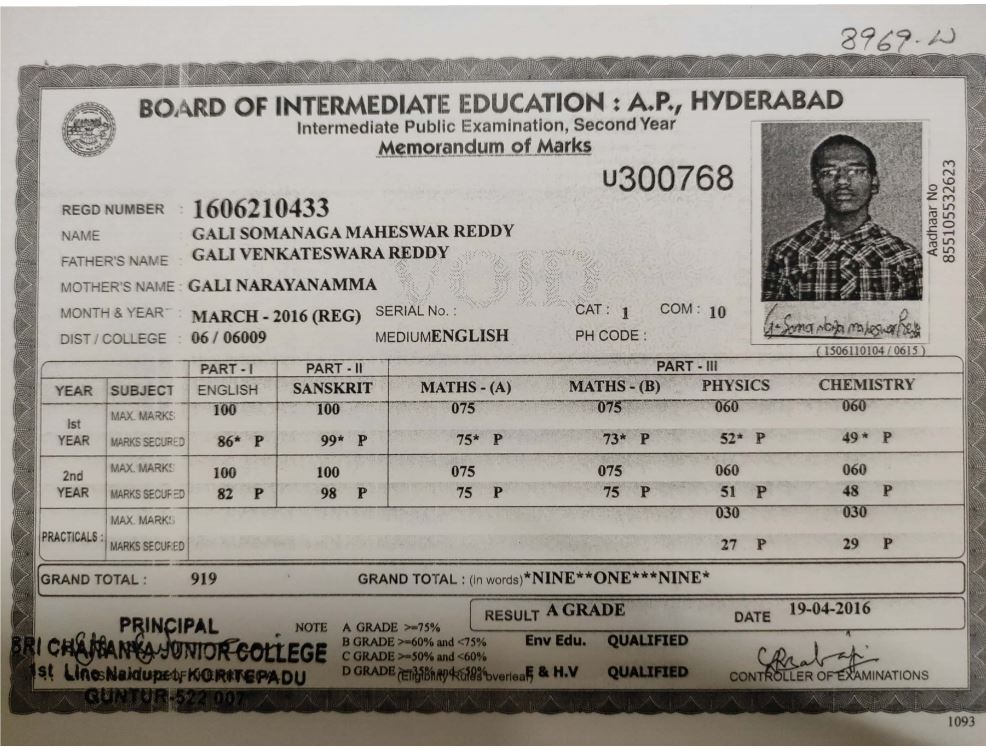 8969-W
BOARD OF INTERMEDIATE EDUCATION : A.P., HYDERABAD
Intermediate Public Examination, Second Year
Memorandum of Marks
U300768
REGD NUMBER : 1606210433
NAME : GALI SOMANAGA MAHESWAR REDDY
FATHER'S NAME : GALI VENKATESWARA REDDY
MOTHER'S NAME : GALI NARAYANAMMA
MONTH & YEAR : MARCH - 2016 (REG) SERIAL No. : CAT : 1 COM : 10
DIST / COLLEGE : 06 / 06009 MEDIUM ENGLISH PH CODE :
VOID
Aadhaar No
855105532623
G. Somanaga maheswar Reddy
( 1506110104 / 0615 )
PART - I PART - II PART - III
YEAR SUBJECT ENGLISH SANSKRIT MATHS - (A) MATHS - (B) PHYSICS CHEMISTRY
1st YEAR MAX. MARKS 100 100 075 075 060 060
MARKS SECURED 86* P 99* P 75* P 73* P 52* P 49* P
2nd YEAR MAX. MARKS 100 100 075 075 060 060
MARKS SECURED 82 P 98 P 75 P 75 P 51 P 48 P
PRACTICALS : MAX. MARKS 030 030
MARKS SECURED 27 P 29 P
GRAND TOTAL : 919 GRAND TOTAL : (in words) *NINE**ONE***NINE*
RESULT A GRADE DATE 19-04-2016
PRINCIPAL
SRI CHAITANYA JUNIOR COLLEGE
1st Line Naidupet, KORITEPADU
GUNTUR-522 007
NOTE A GRADE >=75%
B GRADE >=60% and <75%
C GRADE >=50% and <60%
D GRADE >=35% and <50%
(Eligibility Rules overleaf)
Env Edu. QUALIFIED
E & H.V QUALIFIED
CONTROLLER OF EXAMINATIONS
1093